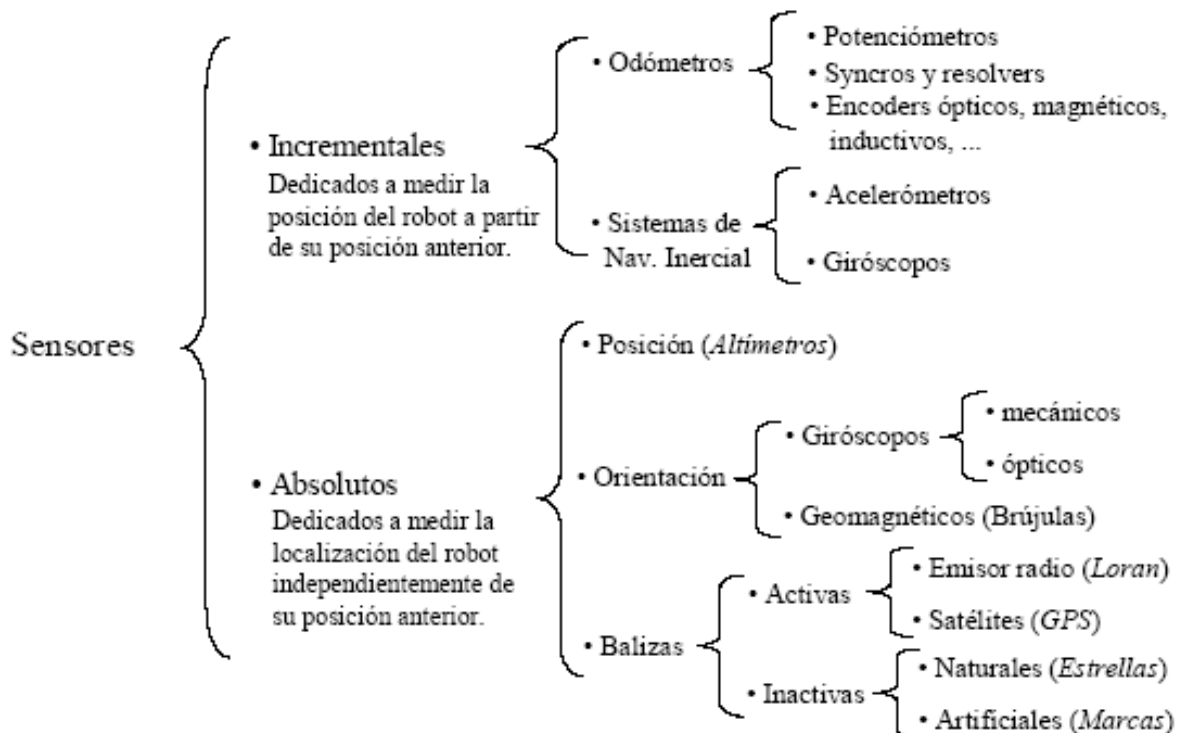 Sensores
• Incrementales
Dedicados a medir la
posición del robot a partir
de su posición anterior.
• Odómetros
• Potenciómetros
• Syncros y resolvers
• Encoders ópticos, magnéticos,
inductivos, ...
• Sistemas de
Nav. Inercial
• Acelerómetros
• Giróscopos
• Absolutos
Dedicados a medir la
localización del robot
independientemente de
su posición anterior.
• Posición (Altímetros)
• Orientación
• Giróscopos
• mecánicos
• ópticos
• Geomagnéticos (Brújulas)
• Balizas
• Activas
• Emisor radio (Loran)
• Satélites (GPS)
• Inactivas
• Naturales (Estrellas)
• Artificiales (Marcas)